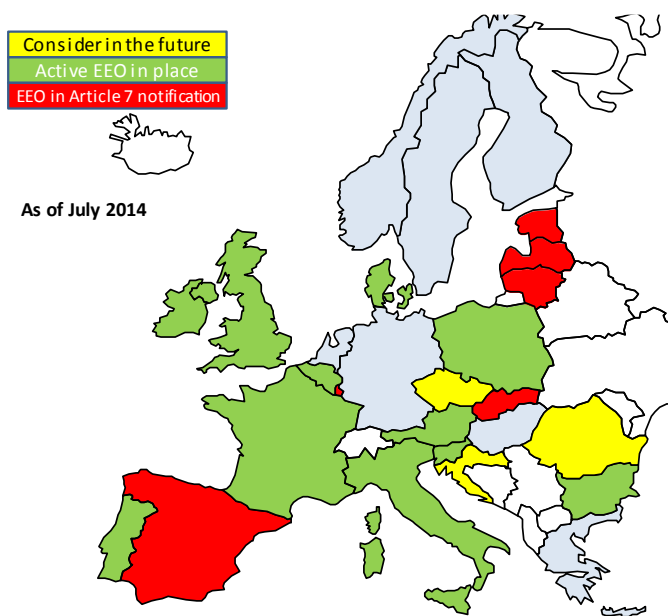 Consider in the future
Active EEO in place
EEO in Article 7 notification
As of July 2014